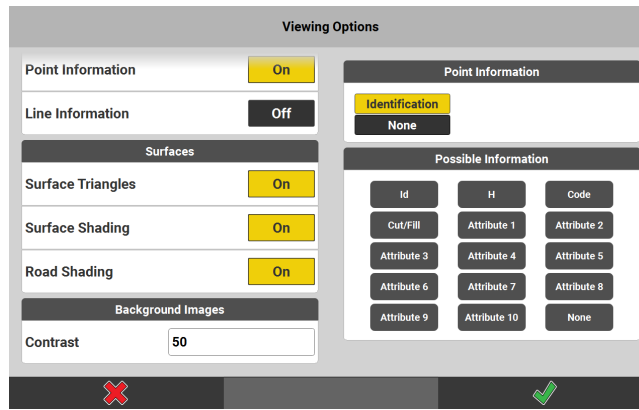 Viewing Options
Point Information On
Line Information Off
Surfaces
Surface Triangles On
Surface Shading On
Road Shading On
Background Images
Contrast 50
Point Information
Identification
None
Possible Information
Id H Code
Cut/Fill Attribute 1 Attribute 2
Attribute 3 Attribute 4 Attribute 5
Attribute 6 Attribute 7 Attribute 8
Attribute 9 Attribute 10 None